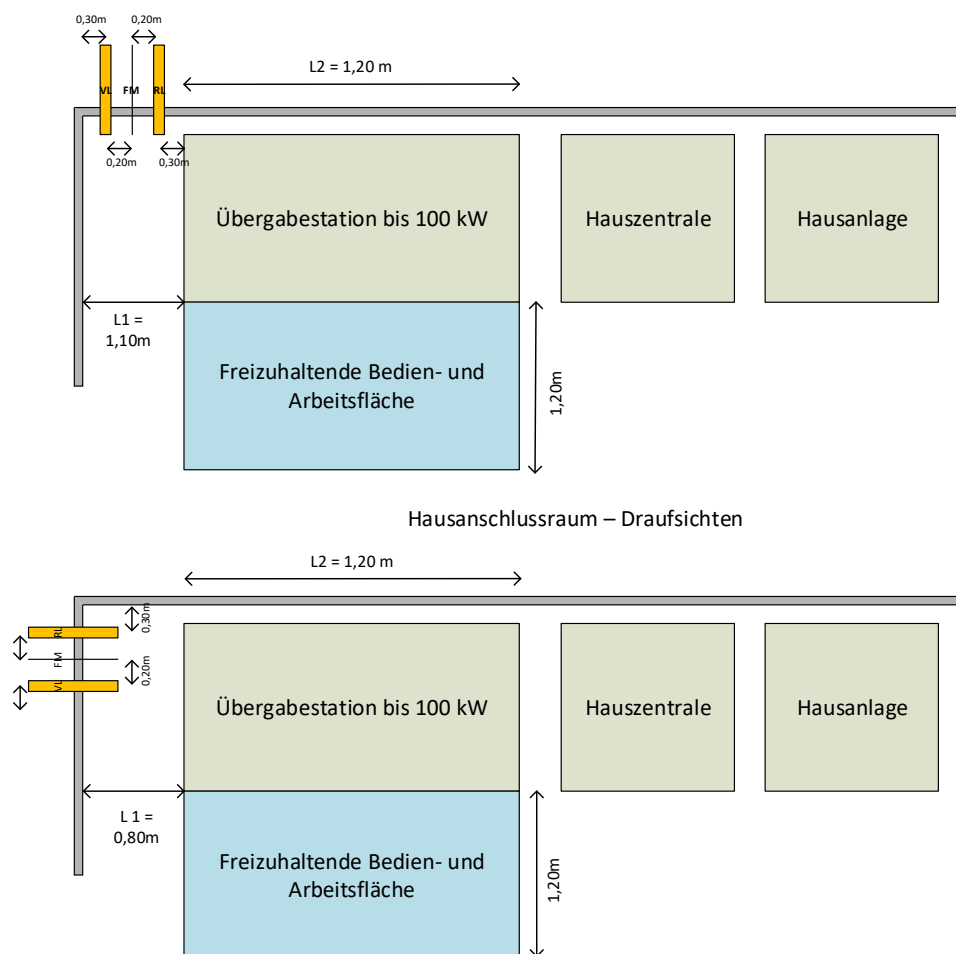 0,30m
0,20m
L2 = 1,20 m
VL
FM
RL
0,20m
0,30m
Übergabestation bis 100 kW
Hauszentrale
Hausanlage
L1 =
1,10m
Freizuhaltende Bedien- und
Arbeitsfläche
1,20m
Hausanschlussraum – Draufsichten
L2 = 1,20 m
0,30m
RL
FM
0,20m
VL
Übergabestation bis 100 kW
Hauszentrale
Hausanlage
L 1 =
0,80m
Freizuhaltende Bedien- und
Arbeitsfläche
1,20m